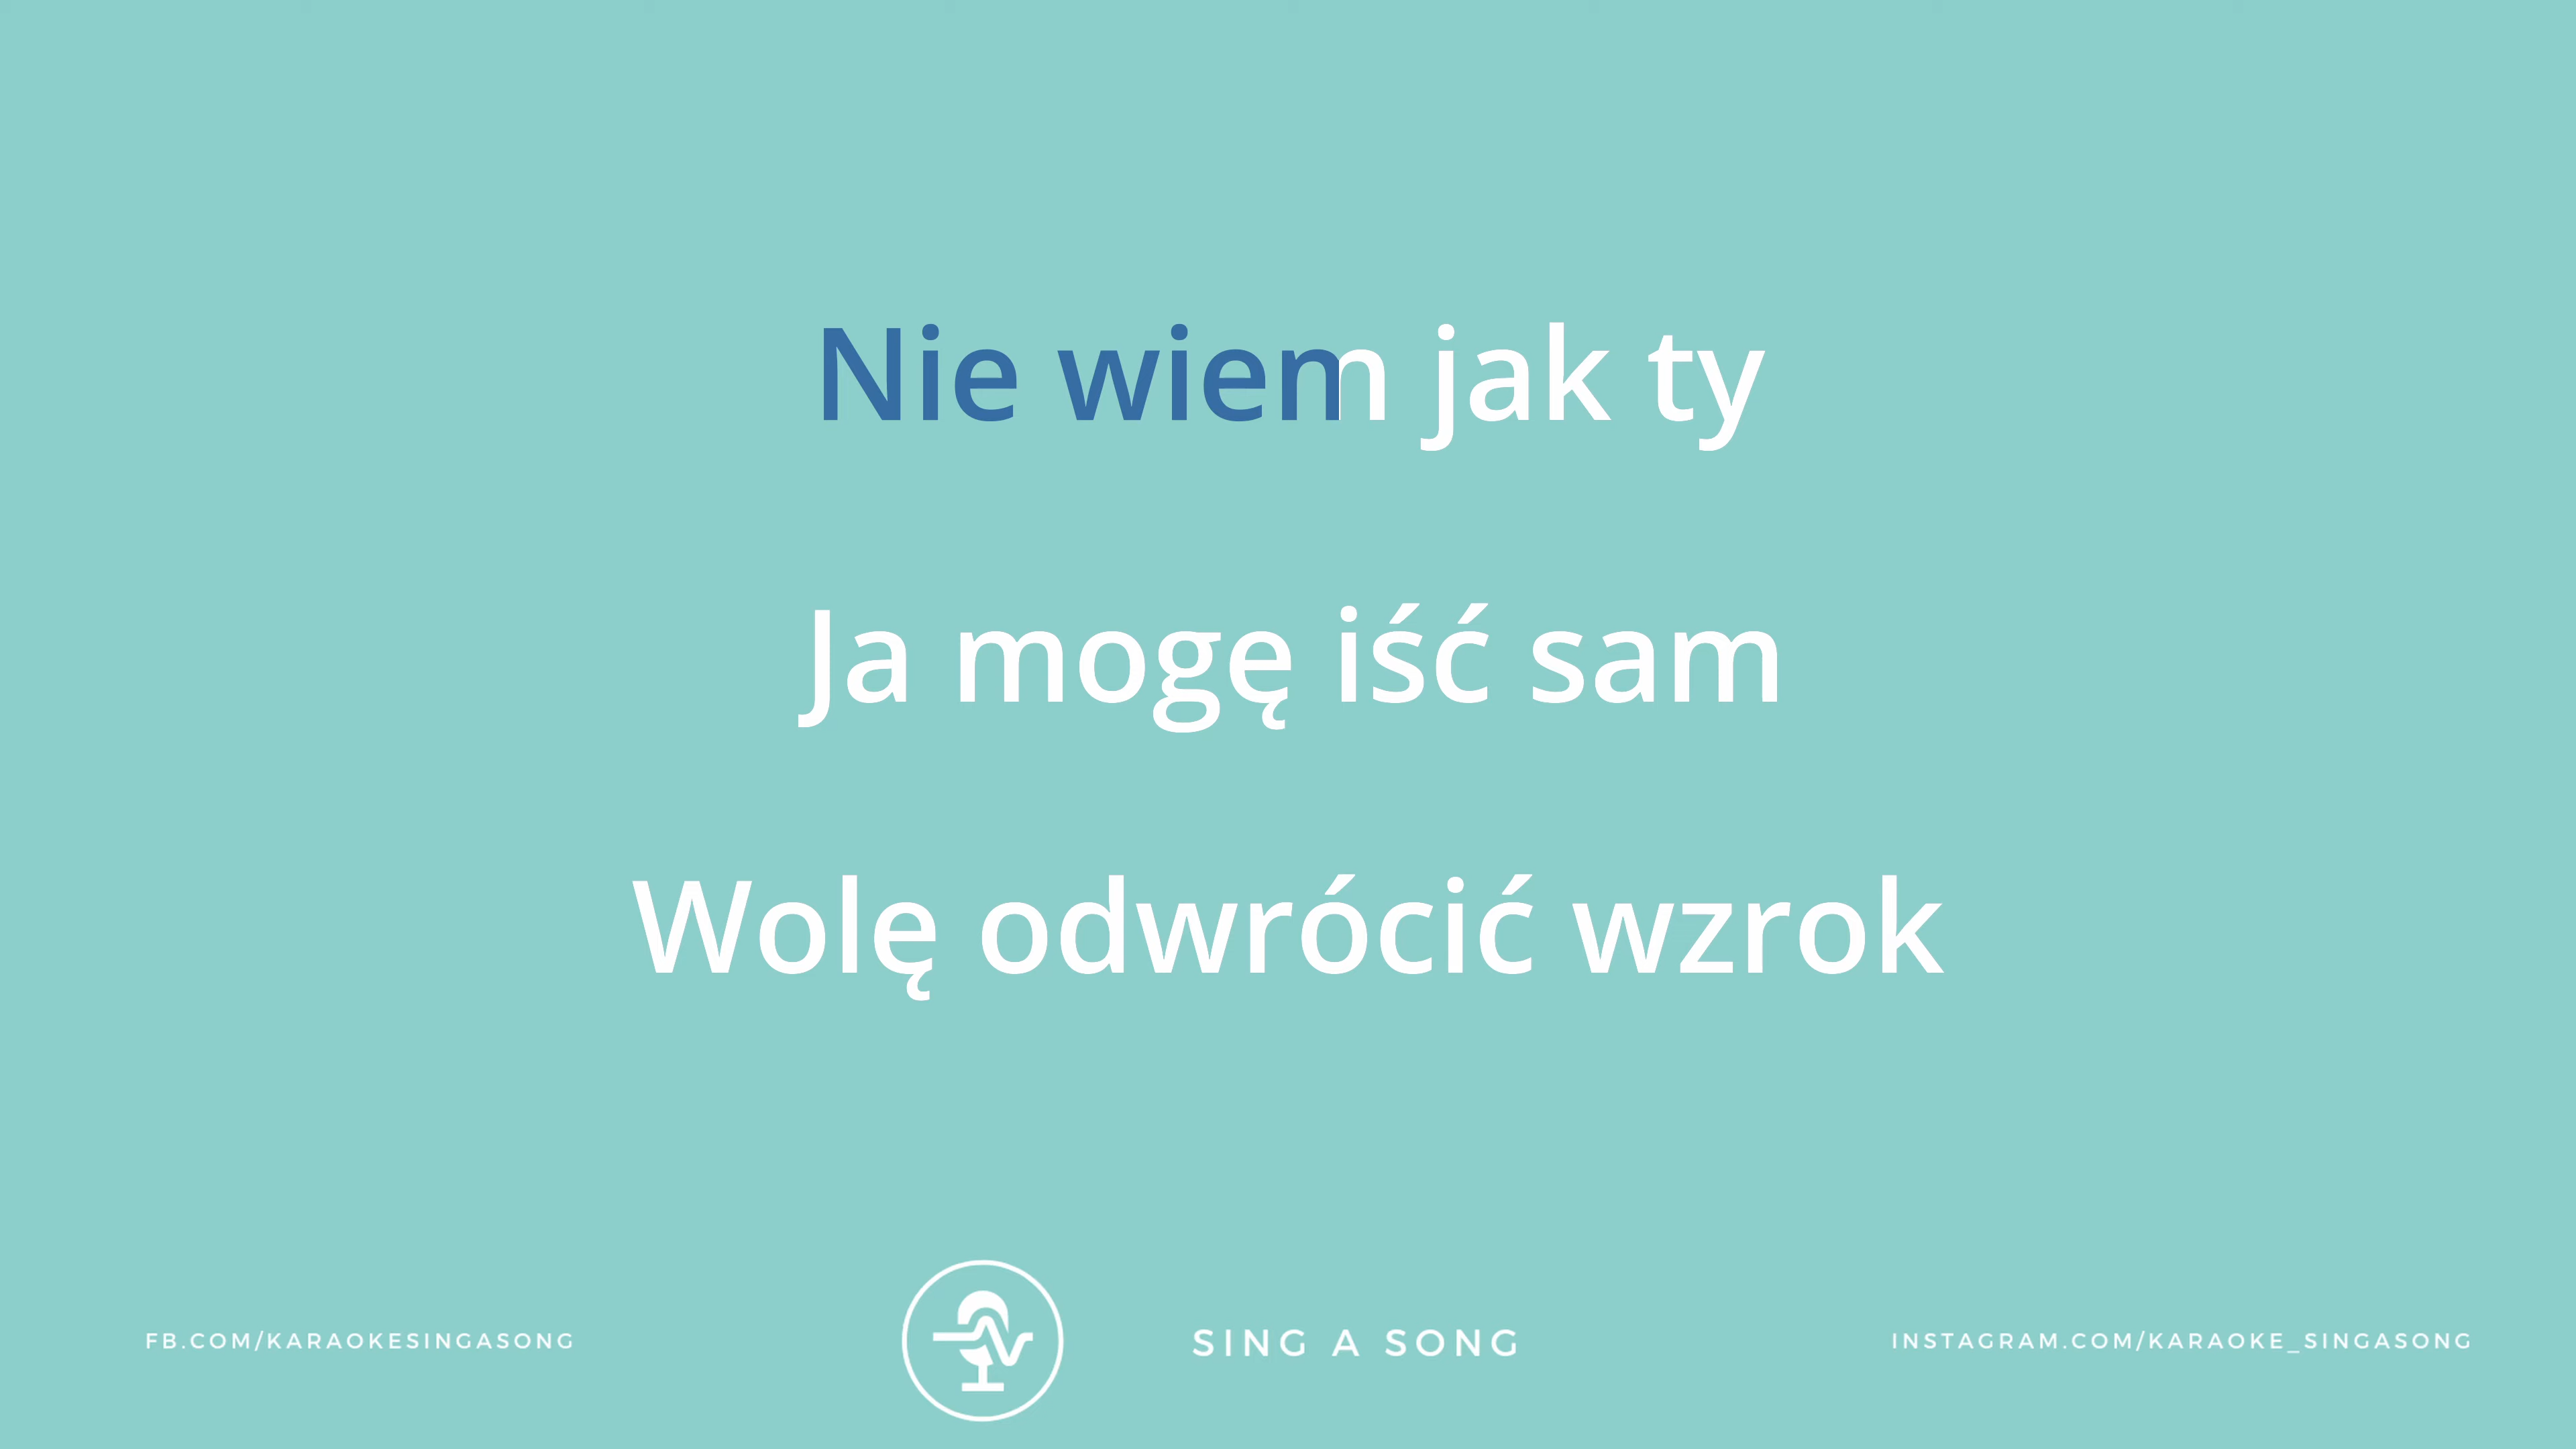 Nie wiem jak ty
Ja mogę iść sam
Wolę odwrócić wzrok
FB.COM/KARAOKESINGASONG
SING A SONG
INSTAGRAM.COM/KARAOKE_SINGASONG